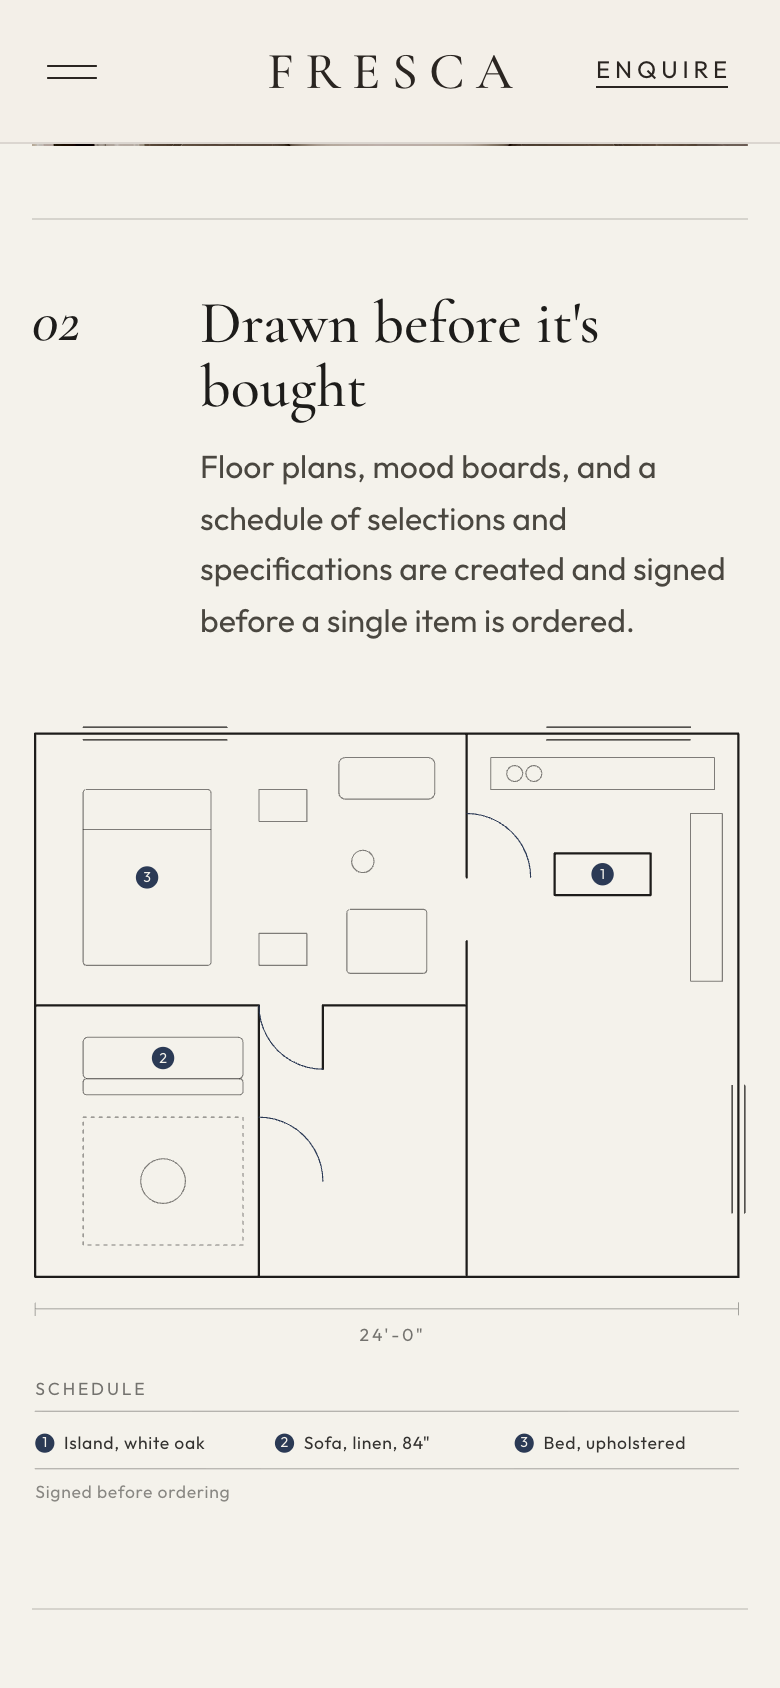 FRESCA
ENQUIRE
02
Drawn before it's
bought
Floor plans, mood boards, and a
schedule of selections and
specifications are created and signed
before a single item is ordered.
3
1
2
24'-0"
SCHEDULE
1 Island, white oak
2 Sofa, linen, 84"
3 Bed, upholstered
Signed before ordering